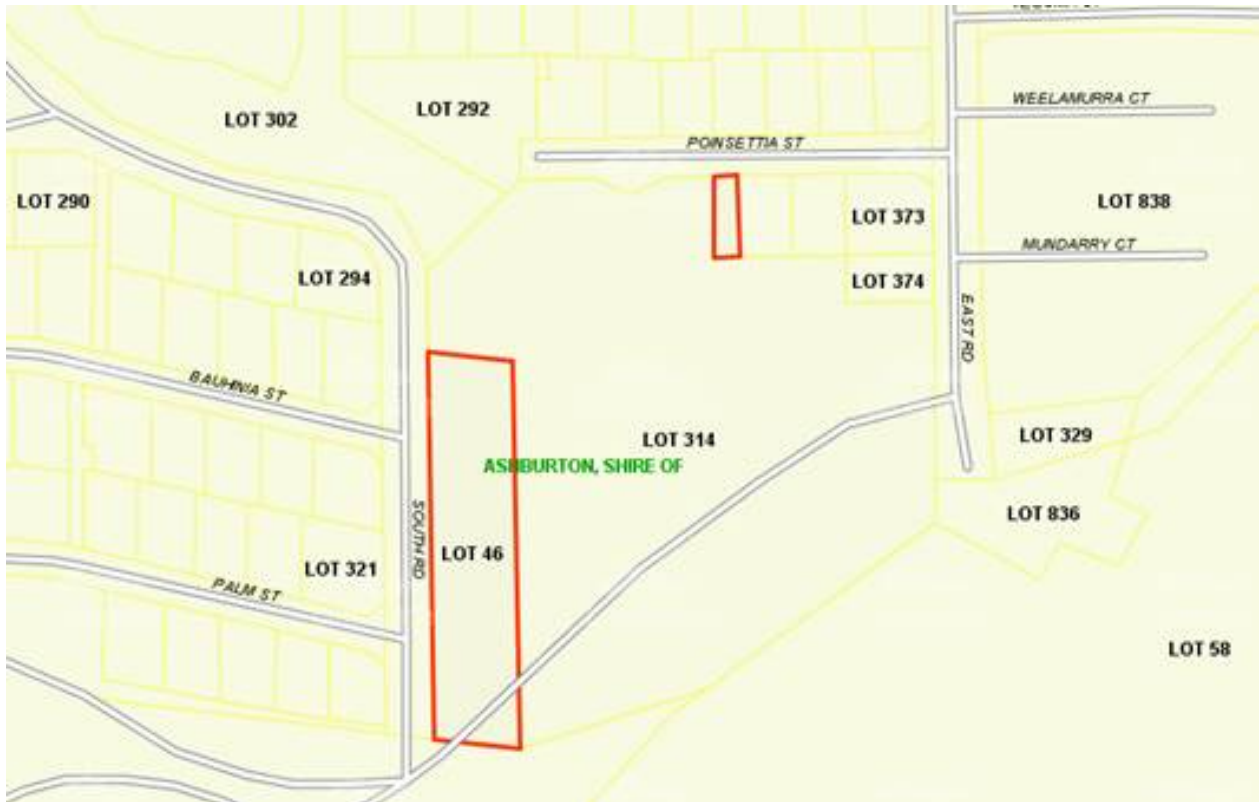 WEELAMURRA CT
LOT 292
LOT 302
POINSETTIA ST
LOT 290
LOT 838
LOT 373
MUNDARRY CT
LOT 294
LOT 374
EAST RD
BAUHINIA ST
LOT 314
LOT 329
ASHBURTON, SHIRE OF
LOT 836
SOUTH RD
LOT 46
LOT 321
PALM ST
LOT 58